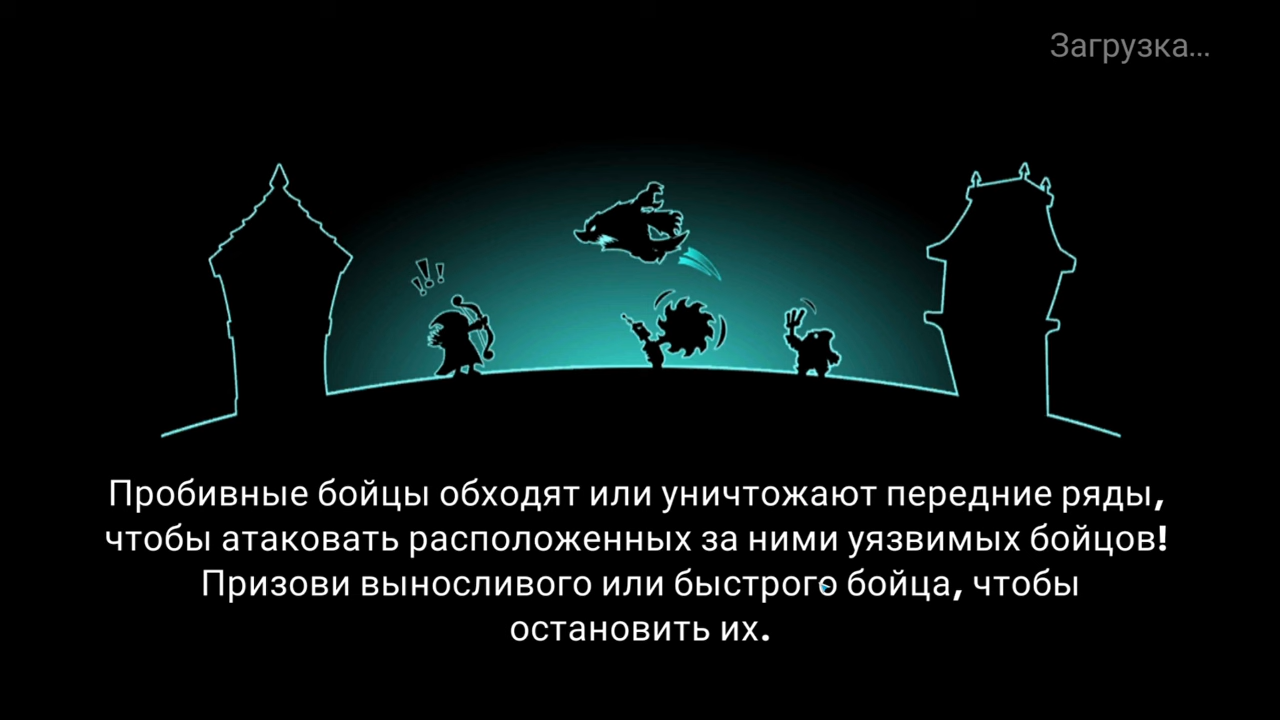 Загрузка...
Пробивные бойцы обходят или уничтожают передние ряды,
чтобы атаковать расположенных за ними уязвимых бойцов!
Призови выносливого или быстрого бойца, чтобы
остановить их.